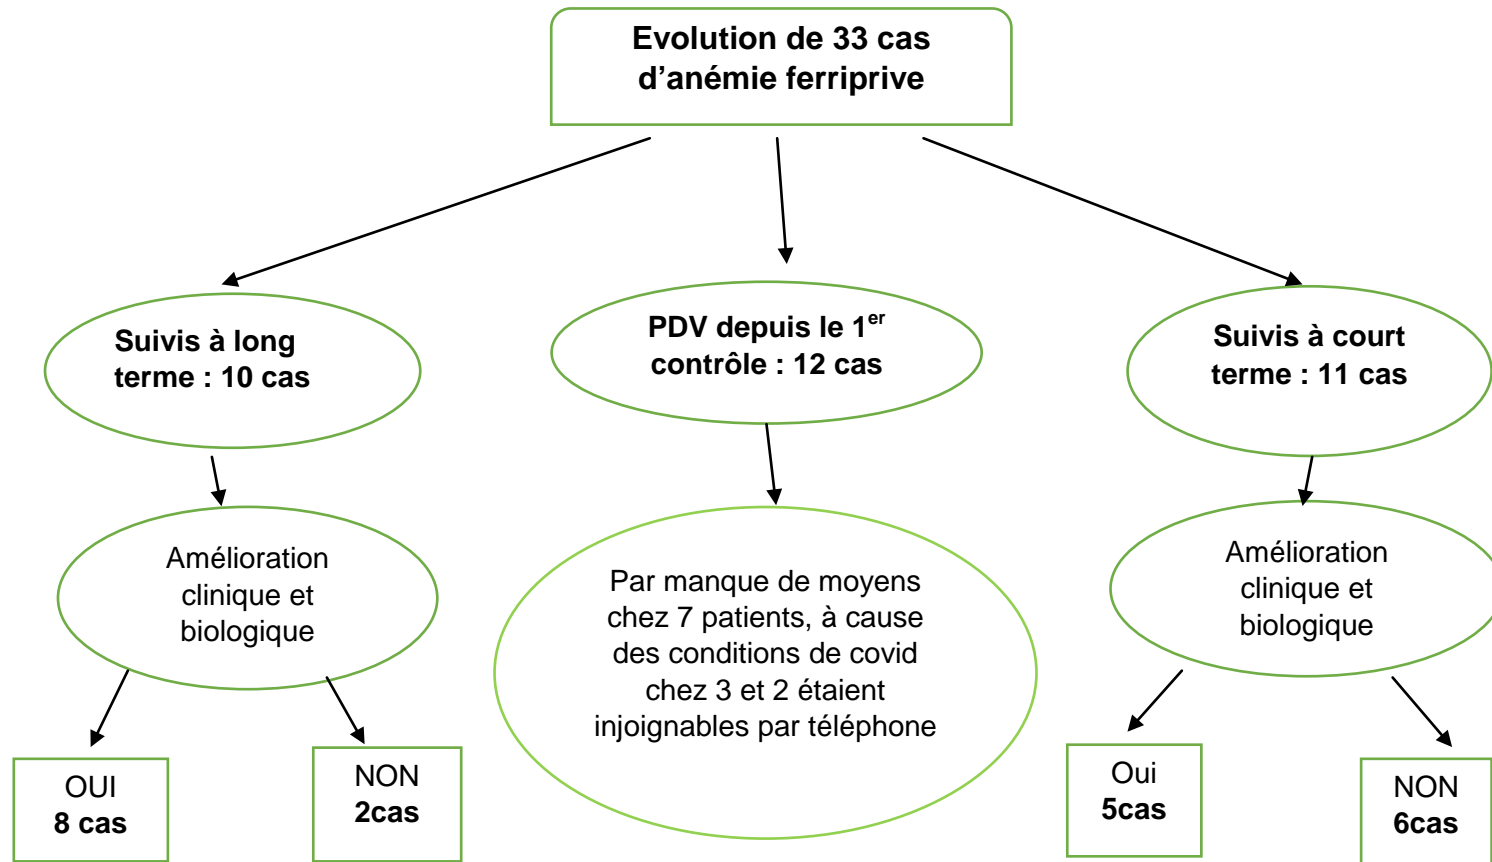 Evolution de 33 cas
d’anémie ferriprive
Suivis à long
terme : 10 cas
PDV depuis le 1er
contrôle : 12 cas
Suivis à court
terme : 11 cas
Amélioration
clinique et
biologique
Par manque de moyens
chez 7 patients, à cause
des conditions de covid
chez 3 et 2 étaient
injoignables par téléphone
Amélioration
clinique et
biologique
OUI
8 cas
NON
2cas
Oui
5cas
NON
6cas